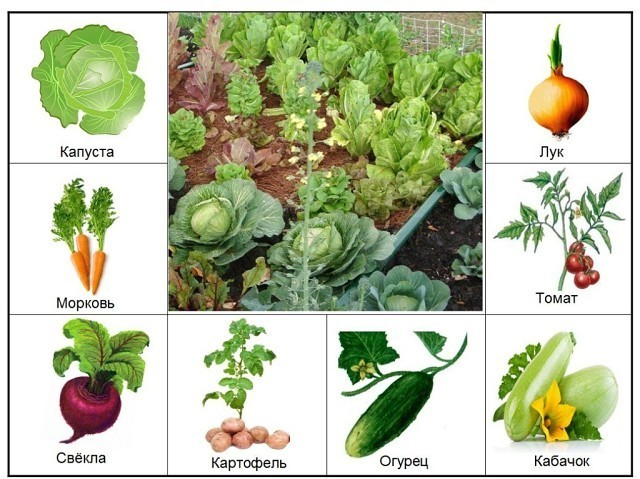 Капуста
Лук
Морковь
Томат
Свёкла
Картофель
Огурец
Кабачок